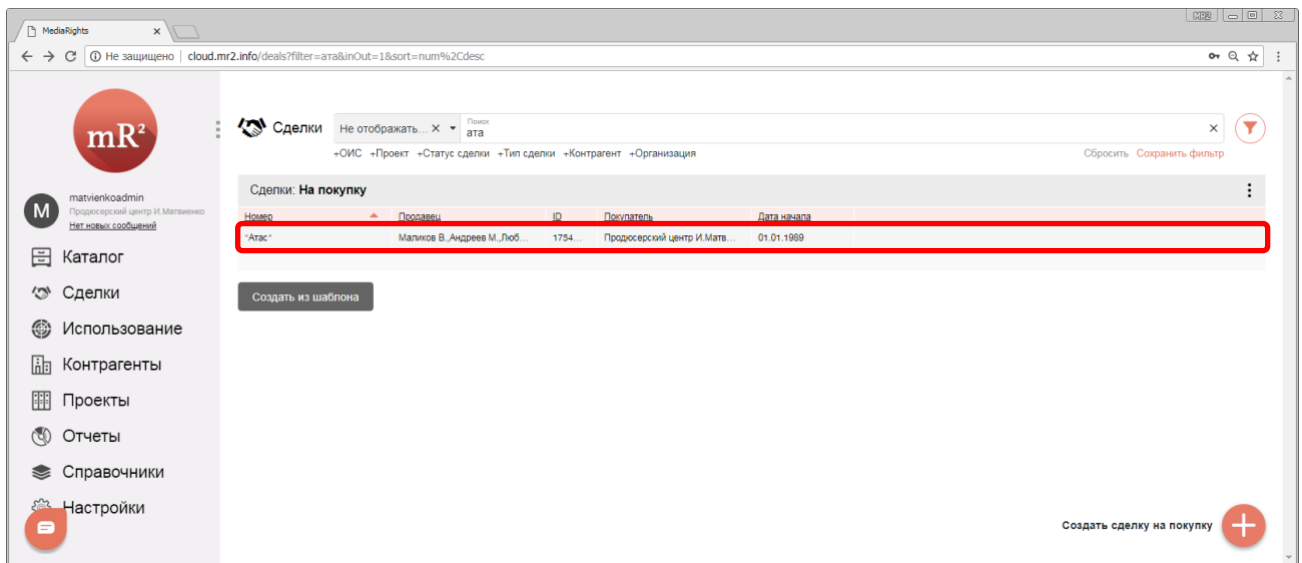 MR2
MediaRights
Не защищено cloud.mr2.info/deals?filter=ата&inOut=1&sort=num%2Cdesc
mR²
Сделки Не отображать... Поиск
ата
+ОИС +Проект +Статус сделки +Тип сделки +Контрагент +Организация Сбросить Сохранить фильтр
Сделки: На покупку
M
matvienkoadmin
Продюсерский центр И.Матвиенко
Нет новых сообщений
Номер Продавец ID Покупатель Дата начала
"Атас" Маликов В.,Андреев М.,Люб... 1754... Продюсерский центр И.Матв... 01.01.1989
Каталог
Сделки
Использование
Контрагенты
Проекты
Отчеты
Справочники
Настройки
Создать из шаблона
Создать сделку на покупку